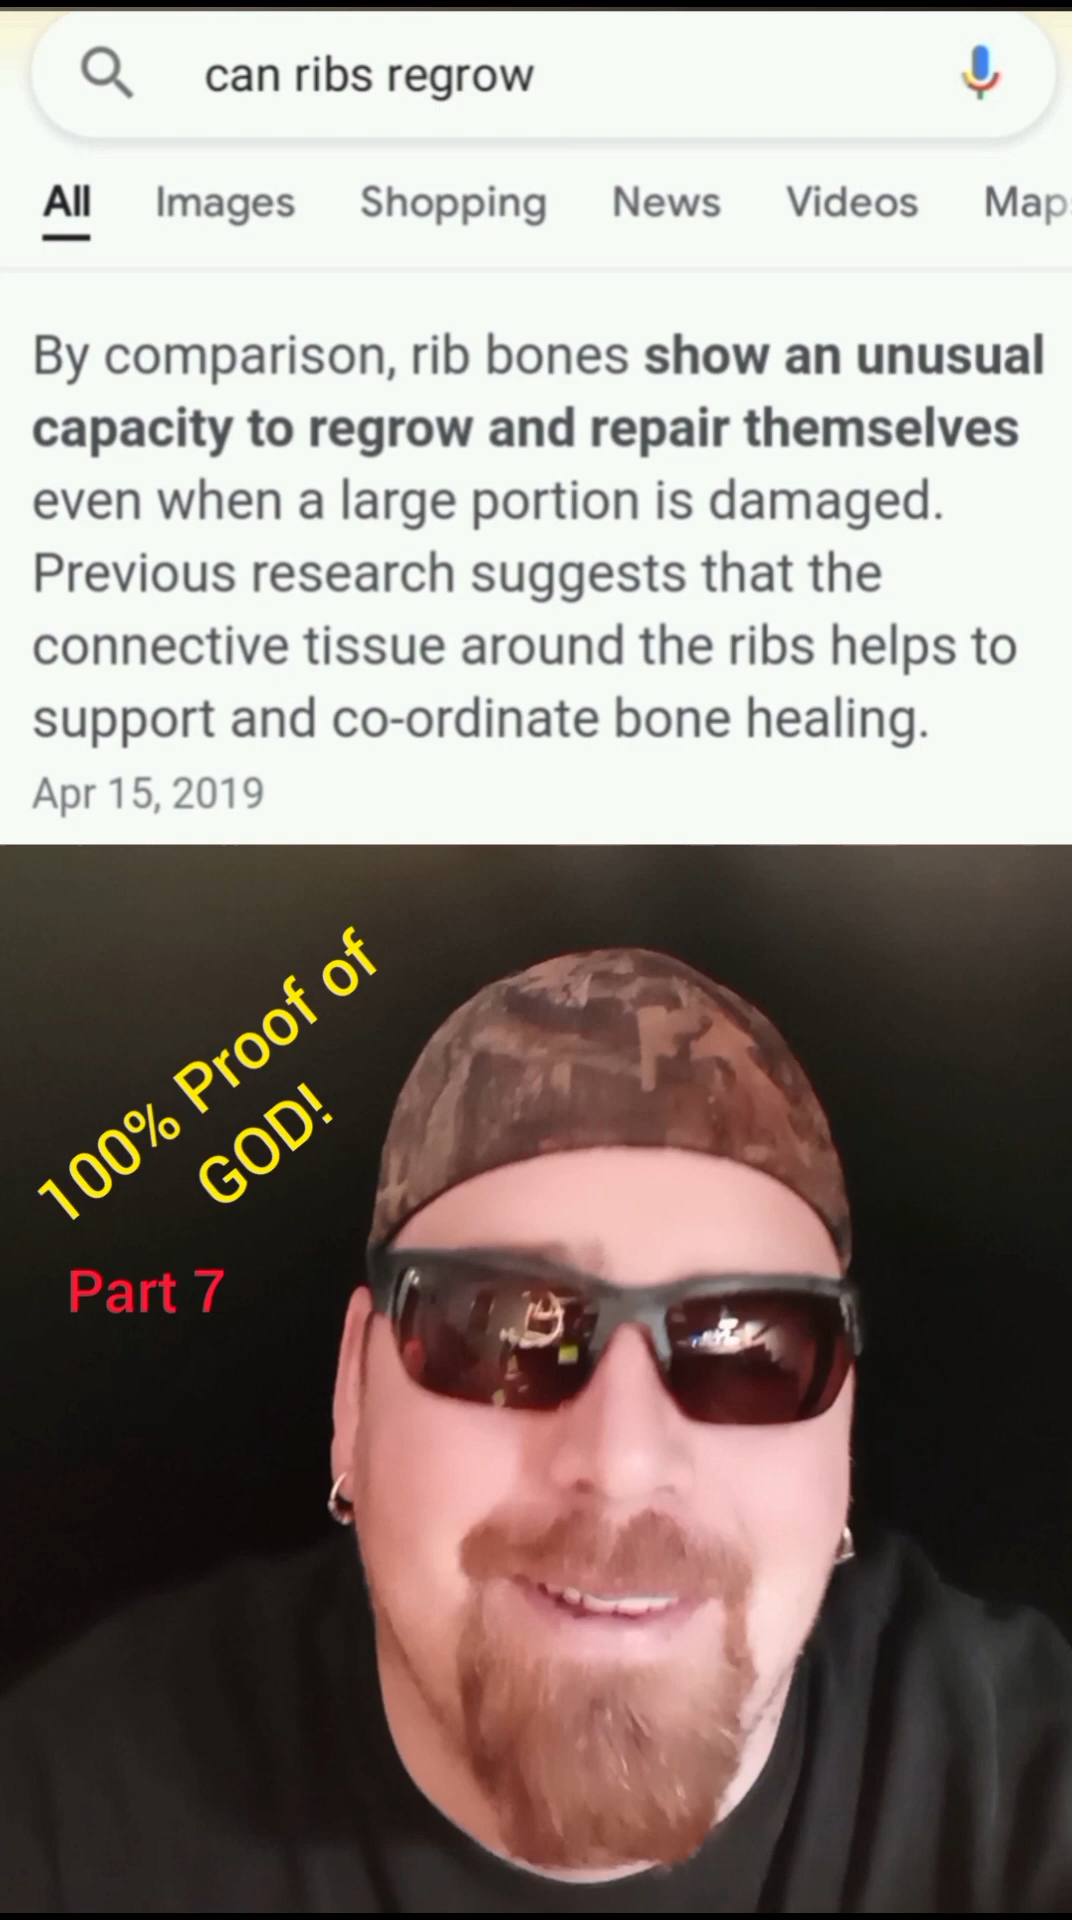 can ribs regrow
All Images Shopping News Videos Maps
By comparison, rib bones show an unusual
capacity to regrow and repair themselves
even when a large portion is damaged.
Previous research suggests that the
connective tissue around the ribs helps to
support and co-ordinate bone healing.
Apr 15, 2019
100% Proof of
GOD!
Part 7